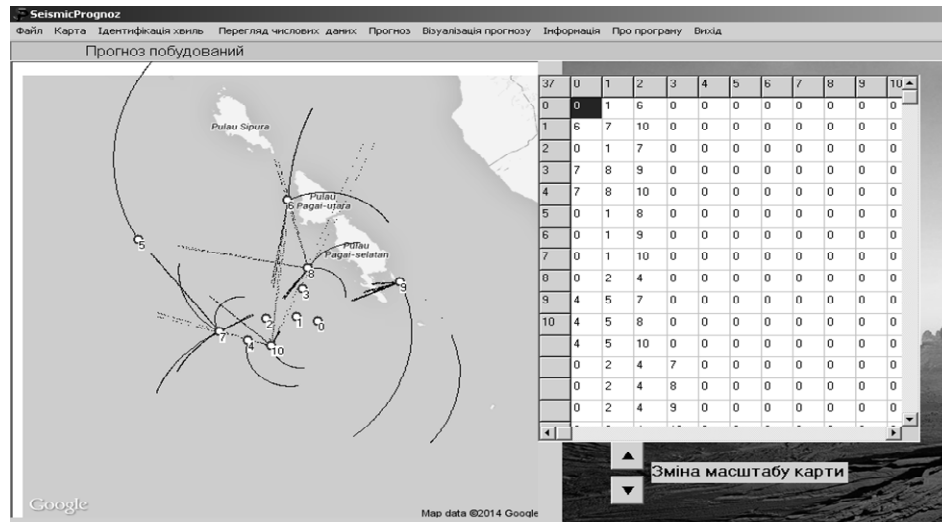 SeismicPrognoz
Файл Карта Ідентифікація хвиль Перегляд числових даних Прогноз Візуалізація прогнозу Інформація Про програму Вихід
Прогноз побудований
Pulau Sipura
Pulau
Pagai-utara
Pulau
Pagai-selatan
5
6
8
3
9
2
1
0
7
4
10
Google
Map data ©2014 Google
37 0 1 2 3 4 5 6 7 8 9 10
0 0 1 6 0 0 0 0 0 0 0 0
1 6 7 10 0 0 0 0 0 0 0 0
2 0 1 7 0 0 0 0 0 0 0 0
3 7 8 9 0 0 0 0 0 0 0 0
4 7 8 10 0 0 0 0 0 0 0 0
5 0 1 8 0 0 0 0 0 0 0 0
6 0 1 9 0 0 0 0 0 0 0 0
7 0 1 10 0 0 0 0 0 0 0 0
8 0 2 4 0 0 0 0 0 0 0 0
9 4 5 7 0 0 0 0 0 0 0 0
10 4 5 8 0 0 0 0 0 0 0 0
4 5 10 0 0 0 0 0 0 0 0
0 2 4 7 0 0 0 0 0 0 0
0 2 4 8 0 0 0 0 0 0 0
0 2 4 9 0 0 0 0 0 0 0
Зміна масштабу карти